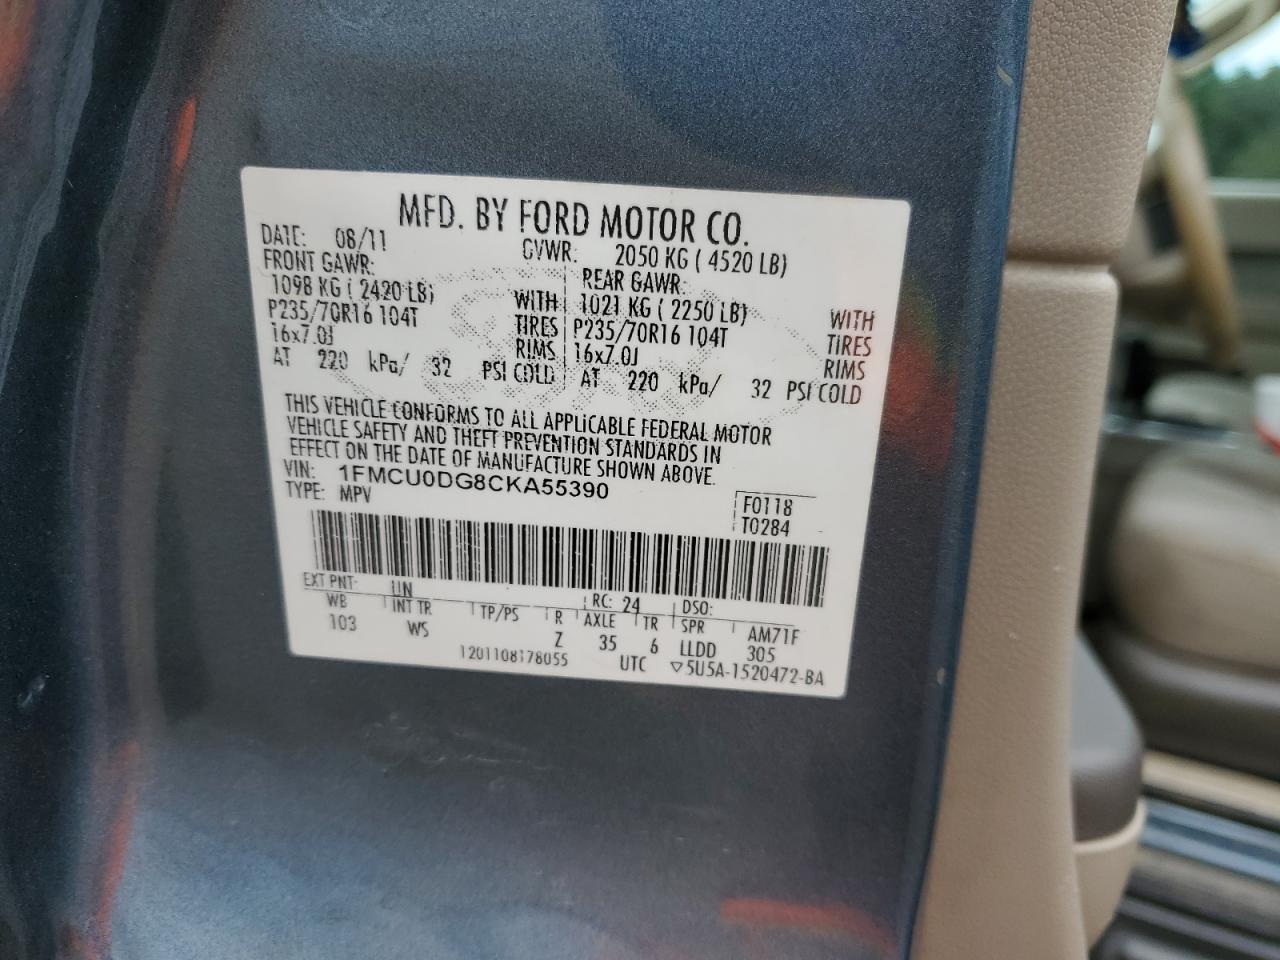 MFD. BY FORD MOTOR CO.
DATE: 08/11 GVWR: 2050 KG ( 4520 LB)
FRONT GAWR: REAR GAWR:
1098 KG ( 2420 LB) WITH 1021 KG ( 2250 LB) WITH
P235/70R16 104T TIRES P235/70R16 104T TIRES
16x7.0J RIMS 16x7.0J RIMS
AT 220 kPa/ 32 PSI COLD AT 220 kPa/ 32 PSI COLD
THIS VEHICLE CONFORMS TO ALL APPLICABLE FEDERAL MOTOR
VEHICLE SAFETY AND THEFT PREVENTION STANDARDS IN
EFFECT ON THE DATE OF MANUFACTURE SHOWN ABOVE.
VIN: 1FMCU0DG8CKA55390
TYPE: MPV
F0118
T0284
EXT PNT: UN RC: 24 DSO:
WB INT TR TP/PS R AXLE TR SPR AM71F
103 WS Z 35 6 LLDD 305
1201108178055 UTC ▽5U5A-1520472-BA